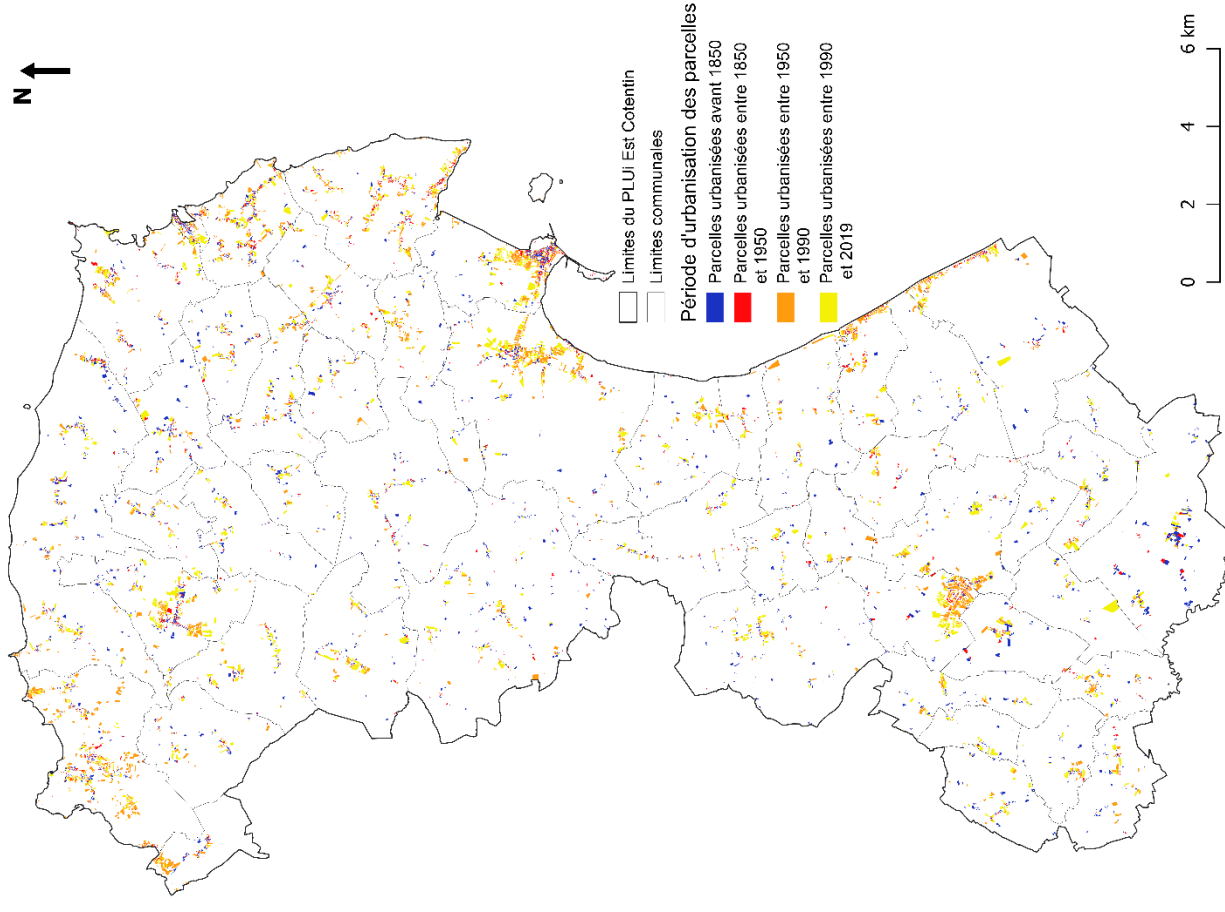 N
Limites du PLUi Est Cotentin
Limites communales
Période d'urbanisation des parcelles
Parcelles urbanisées avant 1850
Parcelles urbanisées entre 1850
et 1950
Parcelles urbanisées entre 1950
et 1990
Parcelles urbanisées entre 1990
et 2019
0 2 4 6 km